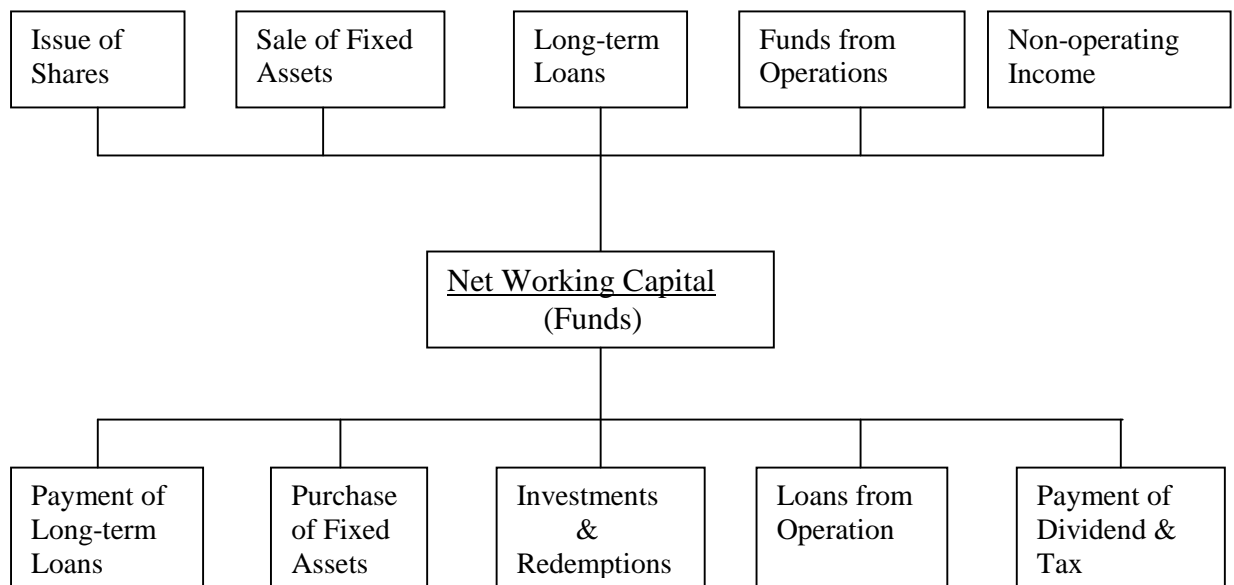 Issue of
Shares
Sale of Fixed
Assets
Long-term
Loans
Funds from
Operations
Non-operating
Income
Net Working Capital
(Funds)
Payment of
Long-term
Loans
Purchase
of Fixed
Assets
Investments
&
Redemptions
Loans from
Operation
Payment of
Dividend &
Tax